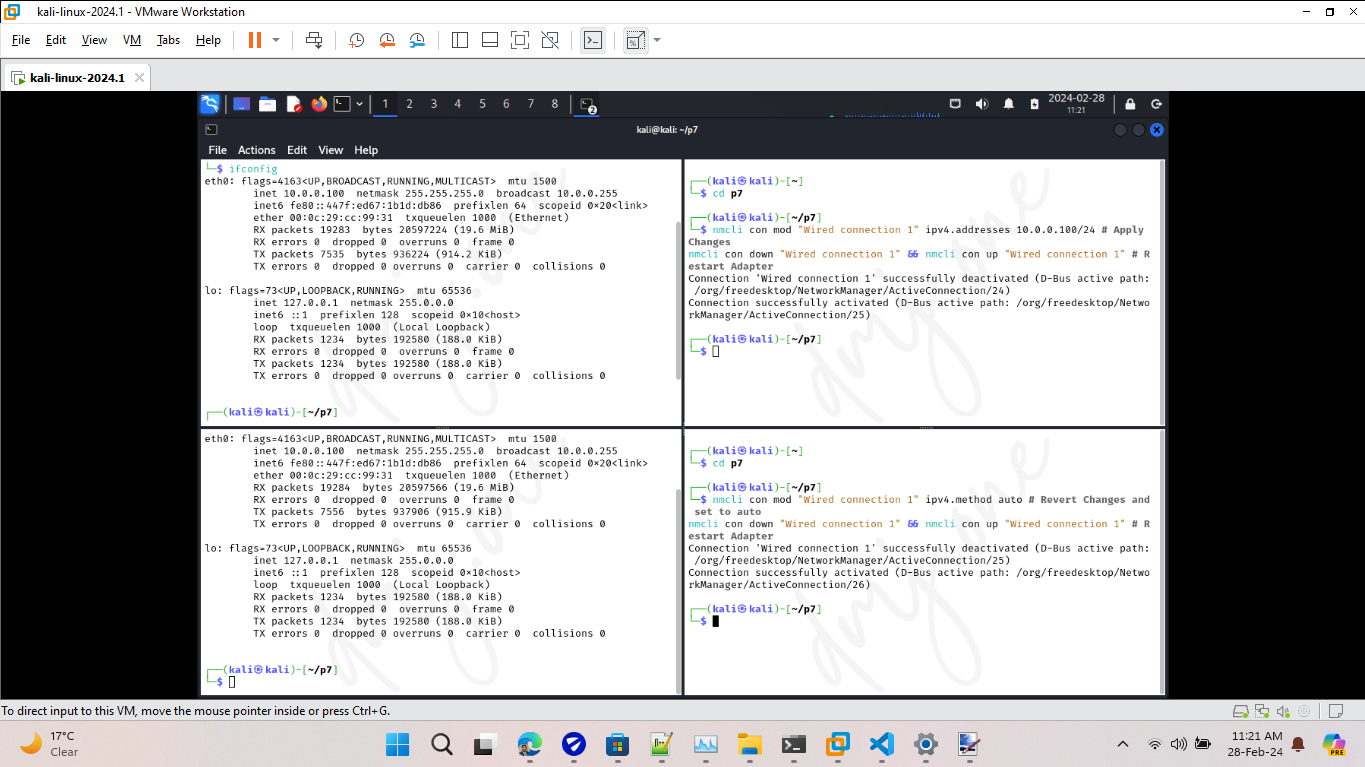 kali-linux-2024.1 - VMware Workstation
File Edit View VM Tabs Help
kali-linux-2024.1
1 2 3 4 5 6 7 8
2
2024-02-28
11:21
kali@kali: ~/p7
File Actions Edit View Help
└─$ ifconfig
eth0: flags=4163<UP,BROADCAST,RUNNING,MULTICAST> mtu 1500
inet 10.0.0.100 netmask 255.255.255.0 broadcast 10.0.0.255
inet6 fe80::447f:ed67:1b1d:db86 prefixlen 64 scopeid 0×20<link>
ether 00:0c:29:cc:99:31 txqueuelen 1000 (Ethernet)
RX packets 19283 bytes 20597224 (19.6 MiB)
RX errors 0 dropped 0 overruns 0 frame 0
TX packets 7535 bytes 936224 (914.2 KiB)
TX errors 0 dropped 0 overruns 0 carrier 0 collisions 0
lo: flags=73<UP,LOOPBACK,RUNNING> mtu 65536
inet 127.0.0.1 netmask 255.0.0.0
inet6 ::1 prefixlen 128 scopeid 0×10<host>
loop txqueuelen 1000 (Local Loopback)
RX packets 1234 bytes 192580 (188.0 KiB)
RX errors 0 dropped 0 overruns 0 frame 0
TX packets 1234 bytes 192580 (188.0 KiB)
TX errors 0 dropped 0 overruns 0 carrier 0 collisions 0
┌──(kali㉿kali)-[~/p7]
┌──(kali㉿kali)-[~]
└─$ cd p7
┌──(kali㉿kali)-[~/p7]
└─$ nmcli con mod "Wired connection 1" ipv4.addresses 10.0.0.100/24 # Apply
Changes
nmcli con down "Wired connection 1" && nmcli con up "Wired connection 1" # R
estart Adapter
Connection 'Wired connection 1' successfully deactivated (D-Bus active path:
/org/freedesktop/NetworkManager/ActiveConnection/24)
Connection successfully activated (D-Bus active path: /org/freedesktop/Netwo
rkManager/ActiveConnection/25)
┌──(kali㉿kali)-[~/p7]
└─$
eth0: flags=4163<UP,BROADCAST,RUNNING,MULTICAST> mtu 1500
inet 10.0.0.100 netmask 255.255.255.0 broadcast 10.0.0.255
inet6 fe80::447f:ed67:1b1d:db86 prefixlen 64 scopeid 0×20<link>
ether 00:0c:29:cc:99:31 txqueuelen 1000 (Ethernet)
RX packets 19284 bytes 20597566 (19.6 MiB)
RX errors 0 dropped 0 overruns 0 frame 0
TX packets 7556 bytes 937906 (915.9 KiB)
TX errors 0 dropped 0 overruns 0 carrier 0 collisions 0
lo: flags=73<UP,LOOPBACK,RUNNING> mtu 65536
inet 127.0.0.1 netmask 255.0.0.0
inet6 ::1 prefixlen 128 scopeid 0×10<host>
loop txqueuelen 1000 (Local Loopback)
RX packets 1234 bytes 192580 (188.0 KiB)
RX errors 0 dropped 0 overruns 0 frame 0
TX packets 1234 bytes 192580 (188.0 KiB)
TX errors 0 dropped 0 overruns 0 carrier 0 collisions 0
┌──(kali㉿kali)-[~/p7]
└─$
┌──(kali㉿kali)-[~]
└─$ cd p7
┌──(kali㉿kali)-[~/p7]
└─$ nmcli con mod "Wired connection 1" ipv4.method auto # Revert Changes and
set to auto
nmcli con down "Wired connection 1" && nmcli con up "Wired connection 1" # R
estart Adapter
Connection 'Wired connection 1' successfully deactivated (D-Bus active path:
/org/freedesktop/NetworkManager/ActiveConnection/25)
Connection successfully activated (D-Bus active path: /org/freedesktop/Netwo
rkManager/ActiveConnection/26)
┌──(kali㉿kali)-[~/p7]
└─$
To direct input to this VM, move the mouse pointer inside or press Ctrl+G.
17°C
Clear
11:21 AM
28-Feb-24
PRE